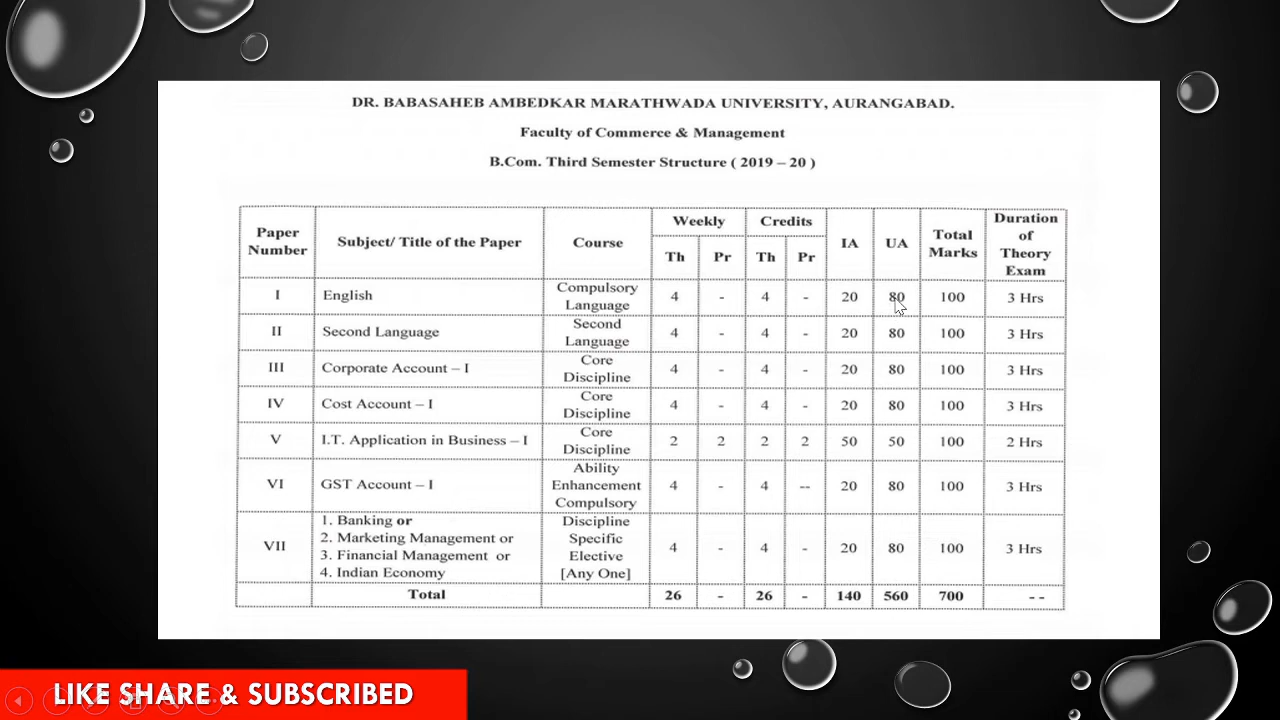 DR. BABASAHEB AMBEDKAR MARATHWADA UNIVERSITY, AURANGABAD.
Faculty of Commerce & Management
B.Com. Third Semester Structure ( 2019 – 20 )
Paper Number Subject/ Title of the Paper Course Weekly Credits IA UA Total Marks Duration of Theory Exam
Th Pr Th Pr
I English Compulsory Language 4 - 4 - 20 80 100 3 Hrs
II Second Language Second Language 4 - 4 - 20 80 100 3 Hrs
III Corporate Account – I Core Discipline 4 - 4 - 20 80 100 3 Hrs
IV Cost Account – I Core Discipline 4 - 4 - 20 80 100 3 Hrs
V I.T. Application in Business – I Core Discipline 2 2 2 2 50 50 100 2 Hrs
VI GST Account – I Ability Enhancement Compulsory 4 - 4 -- 20 80 100 3 Hrs
VII 1. Banking or
2. Marketing Management or
3. Financial Management or
4. Indian Economy
Discipline Specific Elective [Any One] 4 - 4 - 20 80 100 3 Hrs
Total 26 - 26 - 140 560 700 - -
LIKE SHARE & SUBSCRIBED